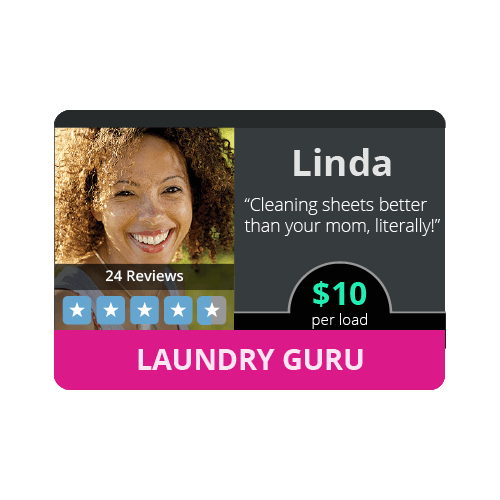 Linda
“Cleaning sheets better
than your mom, literally!”
24 Reviews
$10
per load
LAUNDRY GURU